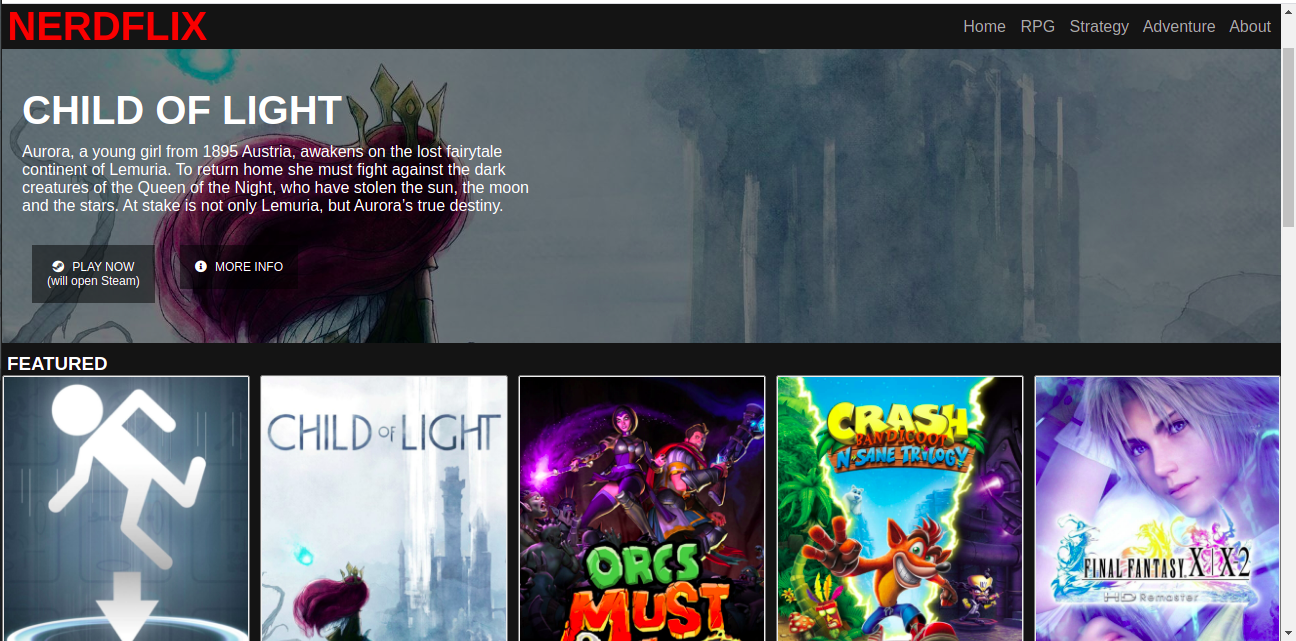 NERDFLIX
Home RPG Strategy Adventure About
CHILD OF LIGHT
Aurora, a young girl from 1895 Austria, awakens on the lost fairytale
continent of Lemuria. To return home she must fight against the dark
creatures of the Queen of the Night, who have stolen the sun, the moon
and the stars. At stake is not only Lemuria, but Aurora's true destiny.
PLAY NOW
(will open Steam)
MORE INFO
FEATURED
CHILD OF LIGHT
ORCS
MUST
CRASH
BANDICOOT
N. SANE TRILOGY
FINAL FANTASY X|X-2
HD Remaster